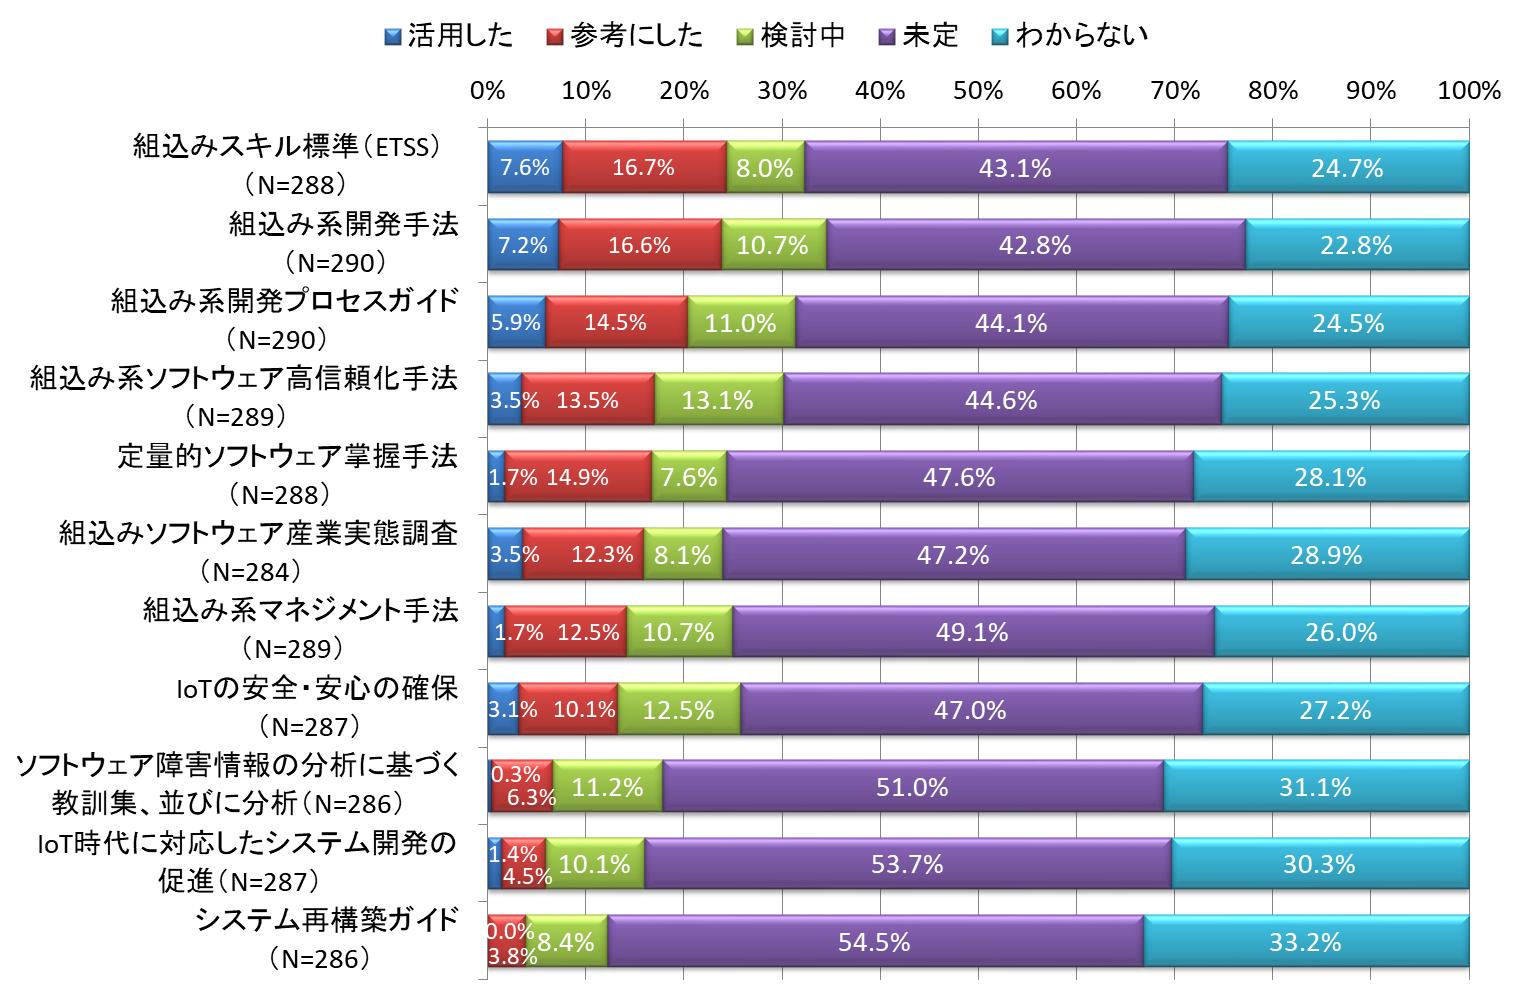 活用した 参考にした 検討中 未定 わからない
0% 10% 20% 30% 40% 50% 60% 70% 80% 90% 100%
組込みスキル標準（ETSS）
（N=288）
7.6% 16.7% 8.0% 43.1% 24.7%
組込み系開発手法
（N=290）
7.2% 16.6% 10.7% 42.8% 22.8%
組込み系開発プロセスガイド
（N=290）
5.9% 14.5% 11.0% 44.1% 24.5%
組込み系ソフトウェア高信頼化手法
（N=289）
3.5% 13.5% 13.1% 44.6% 25.3%
定量的ソフトウェア掌握手法
（N=288）
1.7% 14.9% 7.6% 47.6% 28.1%
組込みソフトウェア産業実態調査
（N=284）
3.5% 12.3% 8.1% 47.2% 28.9%
組込み系マネジメント手法
（N=289）
1.7% 12.5% 10.7% 49.1% 26.0%
IoTの安全・安心の確保
（N=287）
3.1% 10.1% 12.5% 47.0% 27.2%
ソフトウェア障害情報の分析に基づく
教訓集、並びに分析（N=286）
0.3% 6.3% 11.2% 51.0% 31.1%
IoT時代に対応したシステム開発の
促進（N=287）
1.4% 4.5% 10.1% 53.7% 30.3%
システム再構築ガイド
（N=286）
0.0% 3.8% 8.4% 54.5% 33.2%